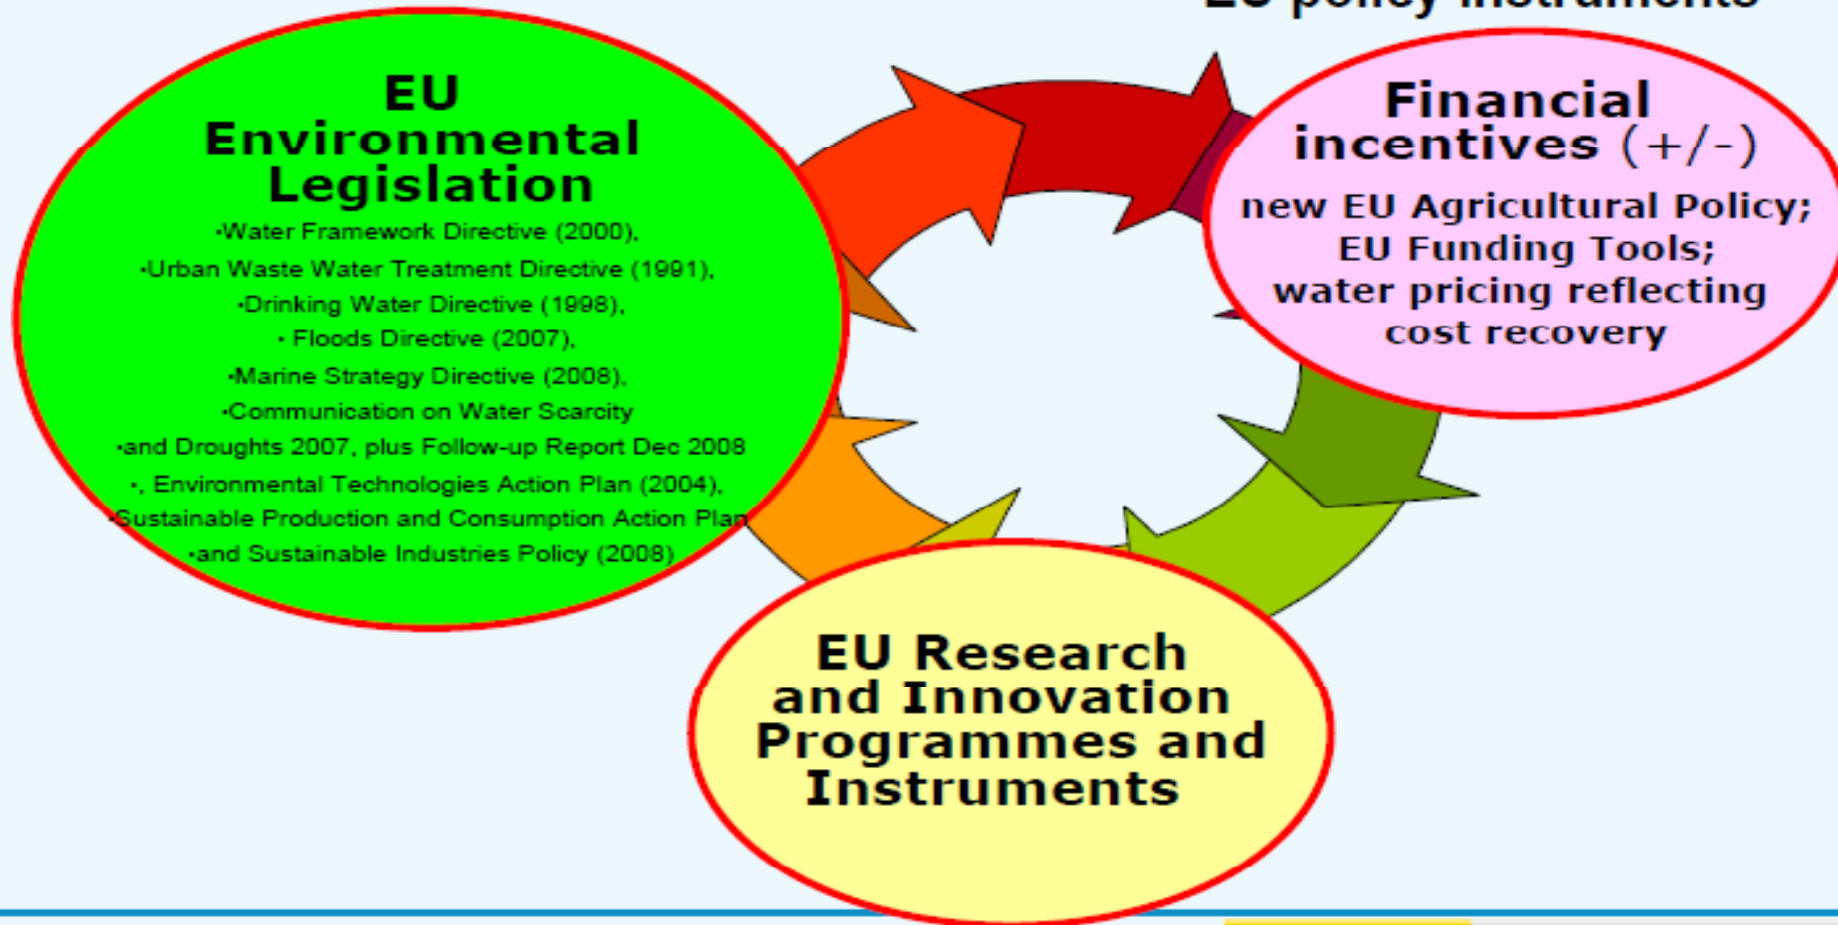 EU policy instruments
EU
Environmental
Legislation
•Water Framework Directive (2000),
•Urban Waste Water Treatment Directive (1991),
•Drinking Water Directive (1998),
• Floods Directive (2007),
•Marine Strategy Directive (2008),
•Communication on Water Scarcity
•and Droughts 2007, plus Follow-up Report Dec 2008
•, Environmental Technologies Action Plan (2004),
•Sustainable Production and Consumption Action Plan
•and Sustainable Industries Policy (2008)
Financial
incentives (+/-)
new EU Agricultural Policy;
EU Funding Tools;
water pricing reflecting
cost recovery
EU Research
and Innovation
Programmes and
Instruments